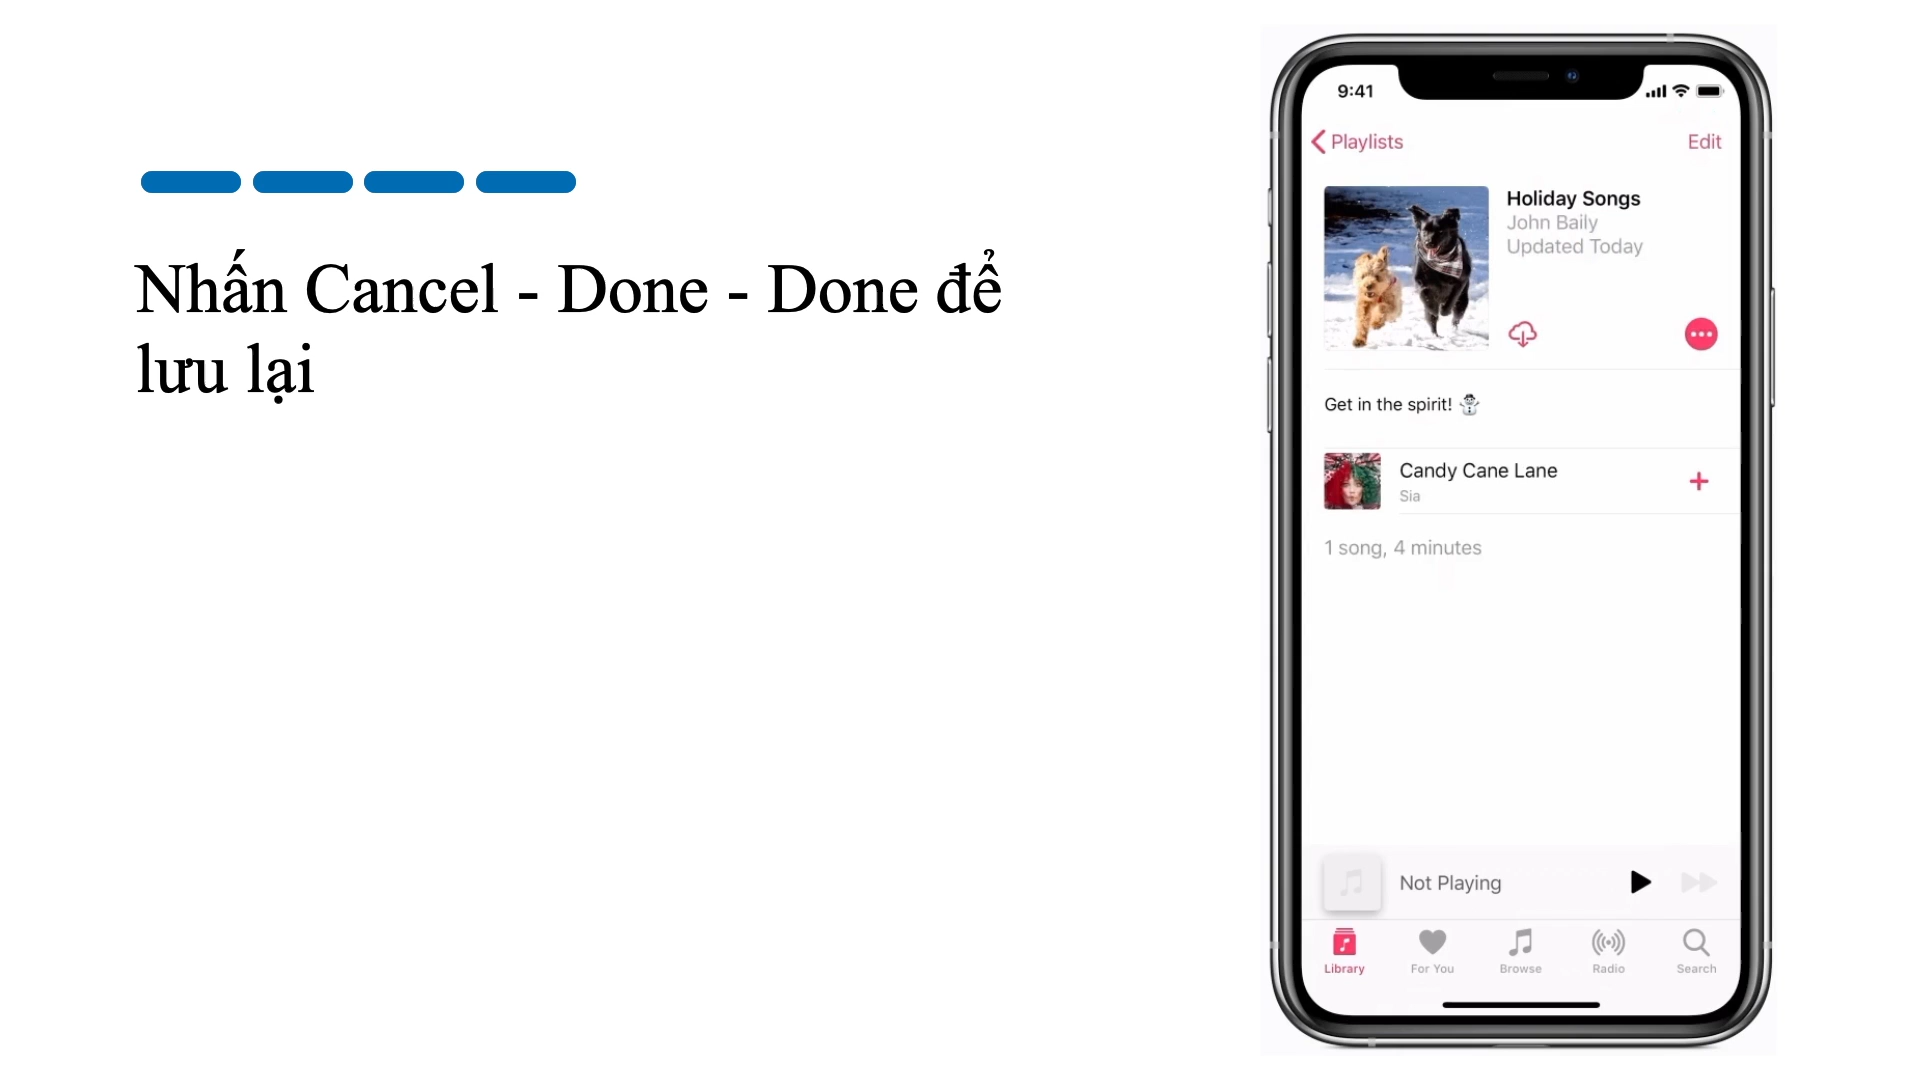 Nhấn Cancel - Done - Done để
lưu lại
9:41
Playlists
Edit
Holiday Songs
John Baily
Updated Today
Get in the spirit! ☃
Candy Cane Lane
Sia
1 song, 4 minutes
Not Playing
Library
For You
Browse
Radio
Search